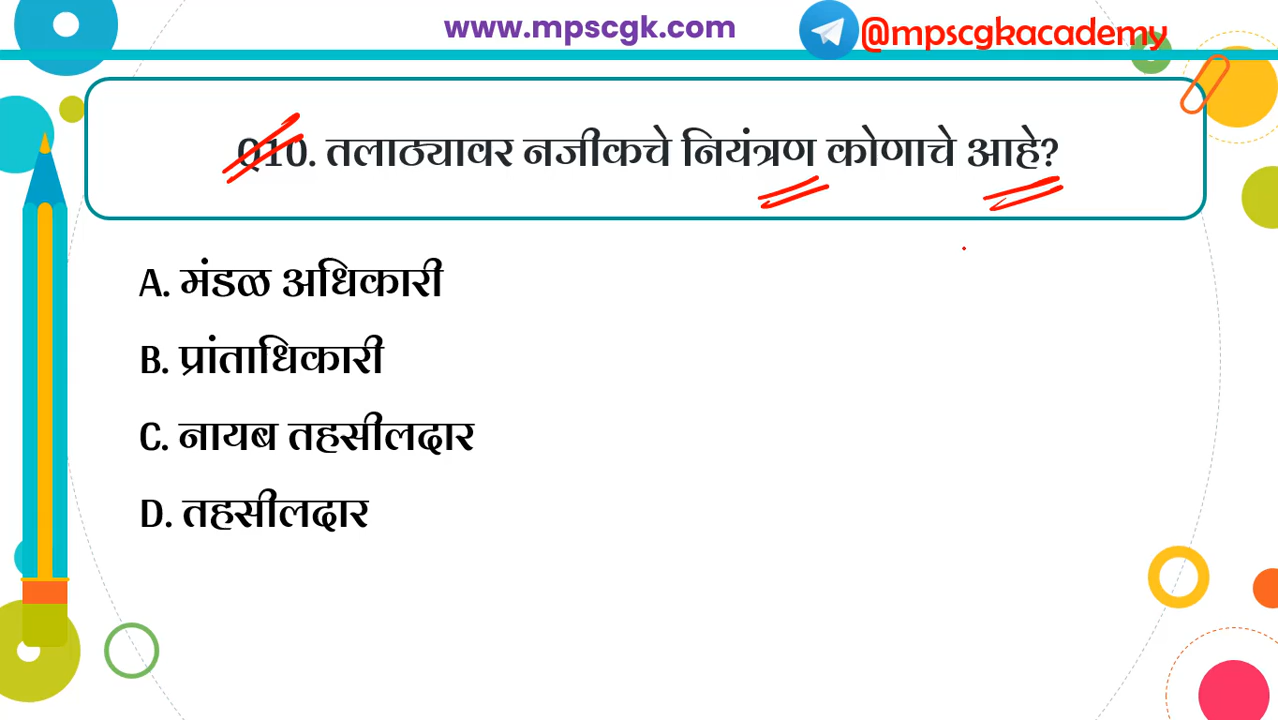 www.mpscgk.com
@mpscgkacademy
Q10. तलाठ्यावर नजीकचे नियंत्रण कोणाचे आहे?
A. मंडळ अधिकारी
B. प्रांताधिकारी
C. नायब तहसीलदार
D. तहसीलदार